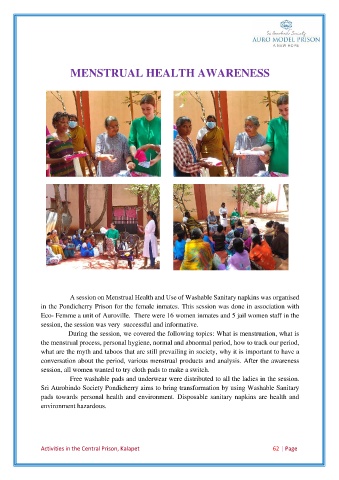 Sri Aurobindo Society
AURO MODEL PRISON
A NEW HOPE
MENSTRUAL HEALTH AWARENESS
A session on Menstrual Health and Use of Washable Sanitary napkins was organised
in the Pondicherry Prison for the female inmates. This session was done in association with
Eco- Femme a unit of Auroville. There were 16 women inmates and 5 jail women staff in the
session, the session was very successful and informative.
During the session, we covered the following topics: What is menstruation, what is
the menstrual process, personal hygiene, normal and abnormal period, how to track our period,
what are the myth and taboos that are still prevailing in society, why it is important to have a
conversation about the period, various menstrual products and analysis. After the awareness
session, all women wanted to try cloth pads to make a switch.
Free washable pads and underwear were distributed to all the ladies in the session.
Sri Aurobindo Society Pondicherry aims to bring transformation by using Washable Sanitary
pads towards personal health and environment. Disposable sanitary napkins are health and
environment hazardous.
Activities in the Central Prison, Kalapet 62 | Page